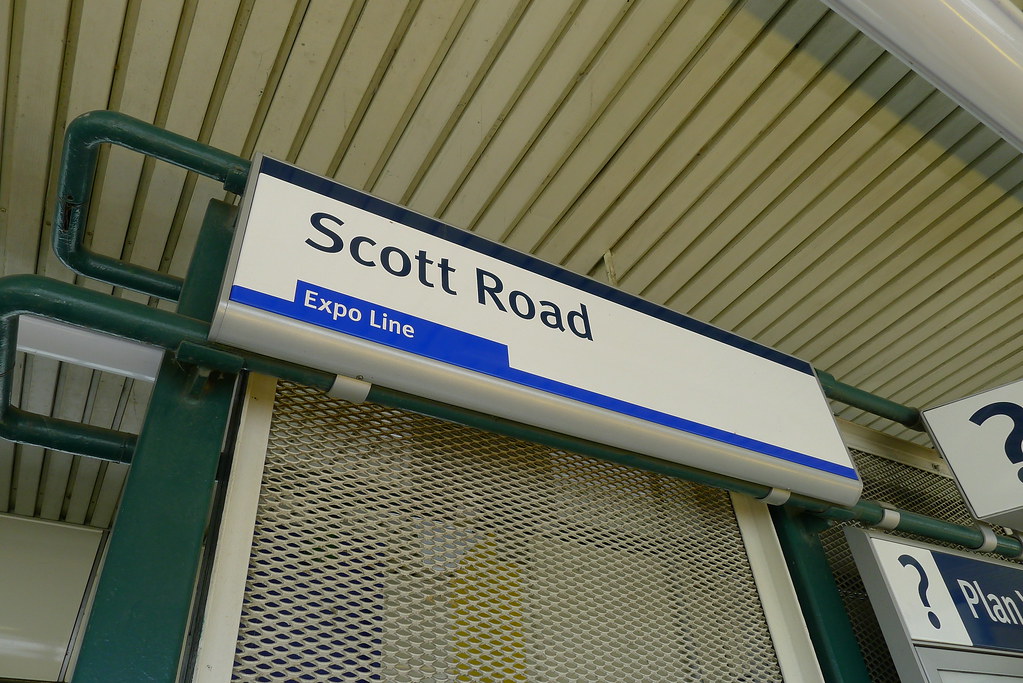 Scott Road
Expo Line
?
? Plan